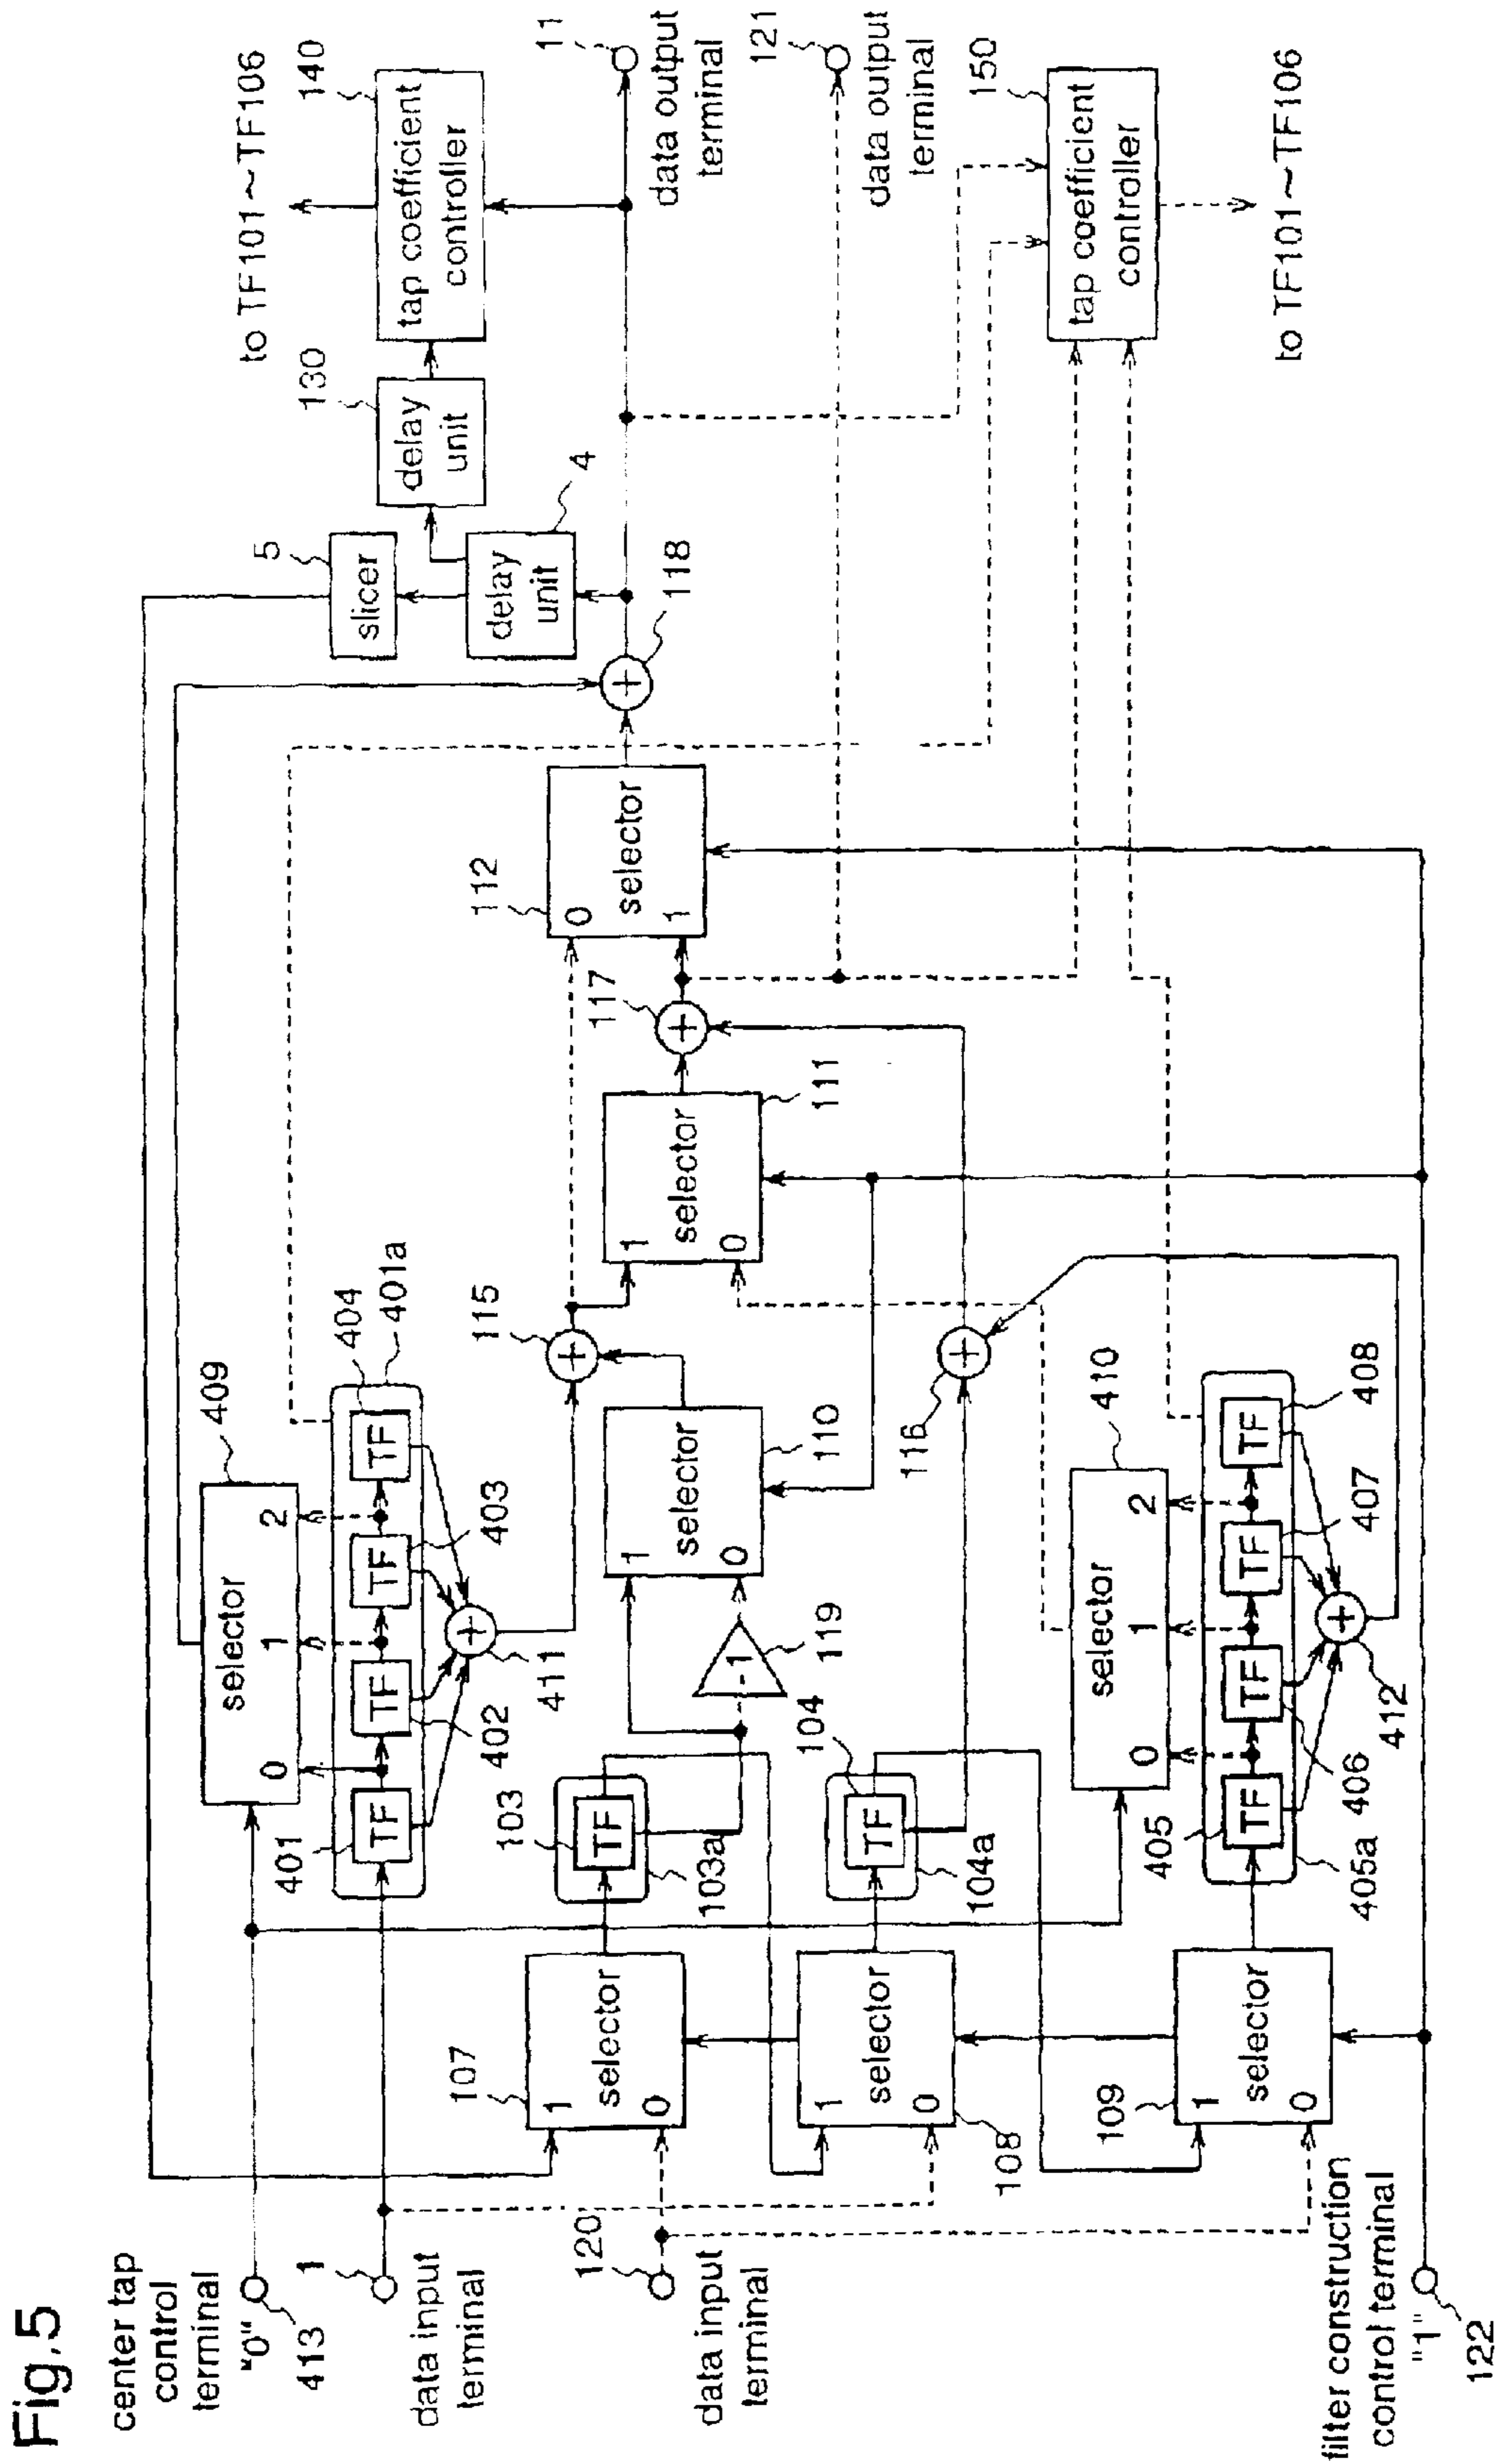 Fig.5
center tap
control
terminal
"0"
413
1
data input
terminal
120
data input
terminal
filter construction
control terminal
"1"
122
107
1
selector
0
1
selector
0
108
109
1
selector
0
409
selector
0
1
2
401
TF
TF
TF
TF
402
403
404
401a
411
103
TF
103a
104
TF
104a
-1
119
1
selector
0
110
115
116
410
selector
0
1
2
405
TF
TF
TF
TF
406
407
408
405a
412
1
selector
0
111
117
112
0
selector
1
118
5
slicer
delay
unit
4
130
delay
unit
140
tap coefficient
controller
to TF101~TF106
11
data output
terminal
121
data output
terminal
150
tap coefficient
controller
to TF101~TF106